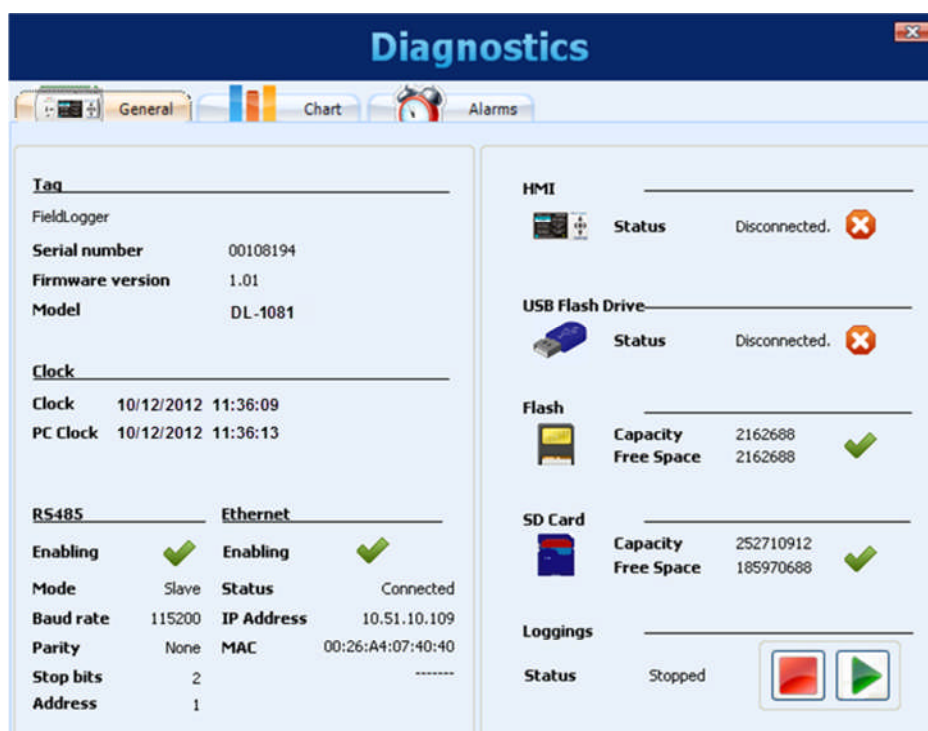 Diagnostics
General Chart Alarms
Tag
FieldLogger
Serial number 00108194
Firmware version 1.01
Model DL-1081
Clock
Clock 10/12/2012 11:36:09
PC Clock 10/12/2012 11:36:13
RS485
Enabling
Mode Slave
Baud rate 115200
Parity None
Stop bits 2
Address 1
Ethernet
Enabling
Status Connected
IP Address 10.51.10.109
MAC 00:26:A4:07:40:40
-------
HMI
Status Disconnected.
USB Flash Drive
Status Disconnected.
Flash
Capacity 2162688
Free Space 2162688
SD Card
Capacity 252710912
Free Space 185970688
Loggings
Status Stopped